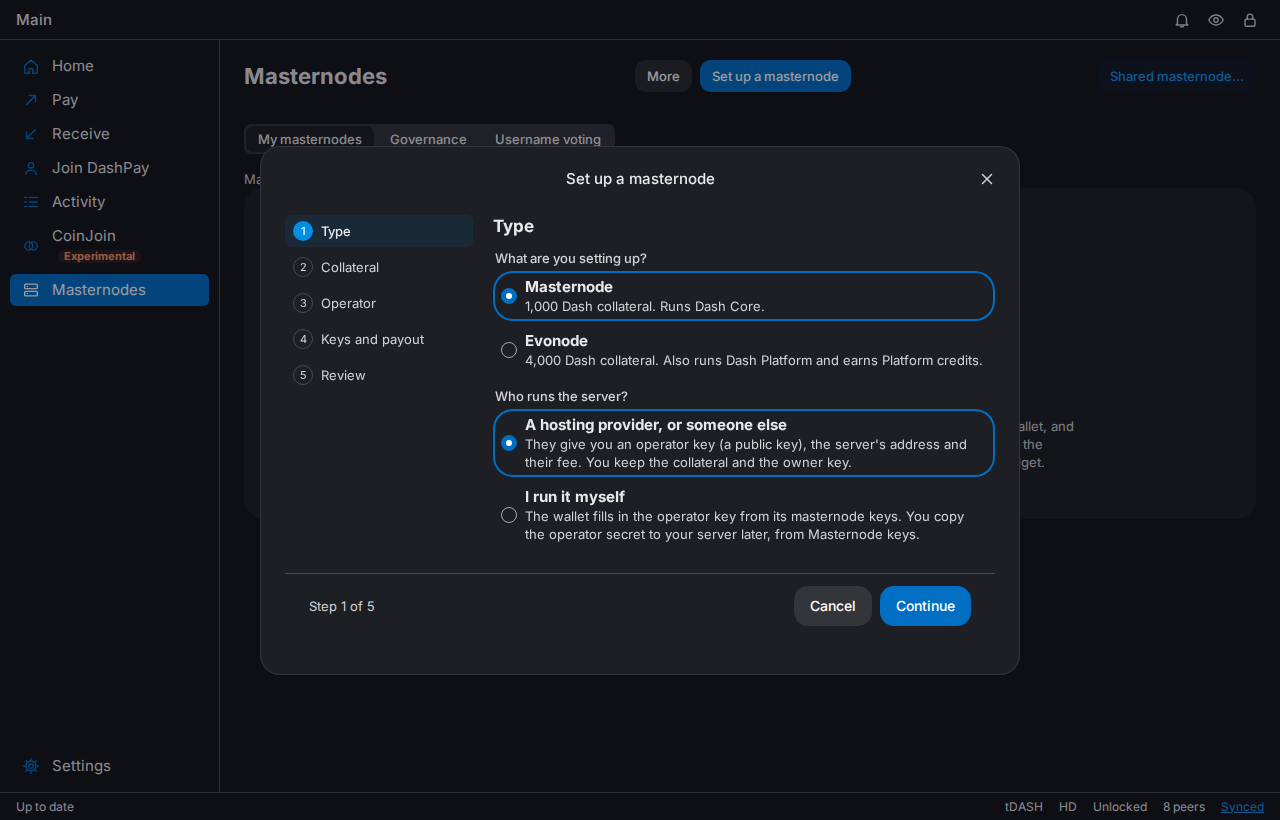 Main
Home
Pay
Receive
Join DashPay
Activity
CoinJoin
Experimental
Masternodes
Settings
Masternodes
More
Set up a masternode
Shared masternode...
My masternodes
Governance
Username voting
Set up a masternode
1 Type
2 Collateral
3 Operator
4 Keys and payout
5 Review
Type
What are you setting up?
Masternode
1,000 Dash collateral. Runs Dash Core.
Evonode
4,000 Dash collateral. Also runs Dash Platform and earns Platform credits.
Who runs the server?
A hosting provider, or someone else
They give you an operator key (a public key), the server's address and
their fee. You keep the collateral and the owner key.
I run it myself
The wallet fills in the operator key from its masternode keys. You copy
the operator secret to your server later, from Masternode keys.
Step 1 of 5
Cancel
Continue
and
the
Up to date
tDASH
HD
Unlocked
8 peers
Synced